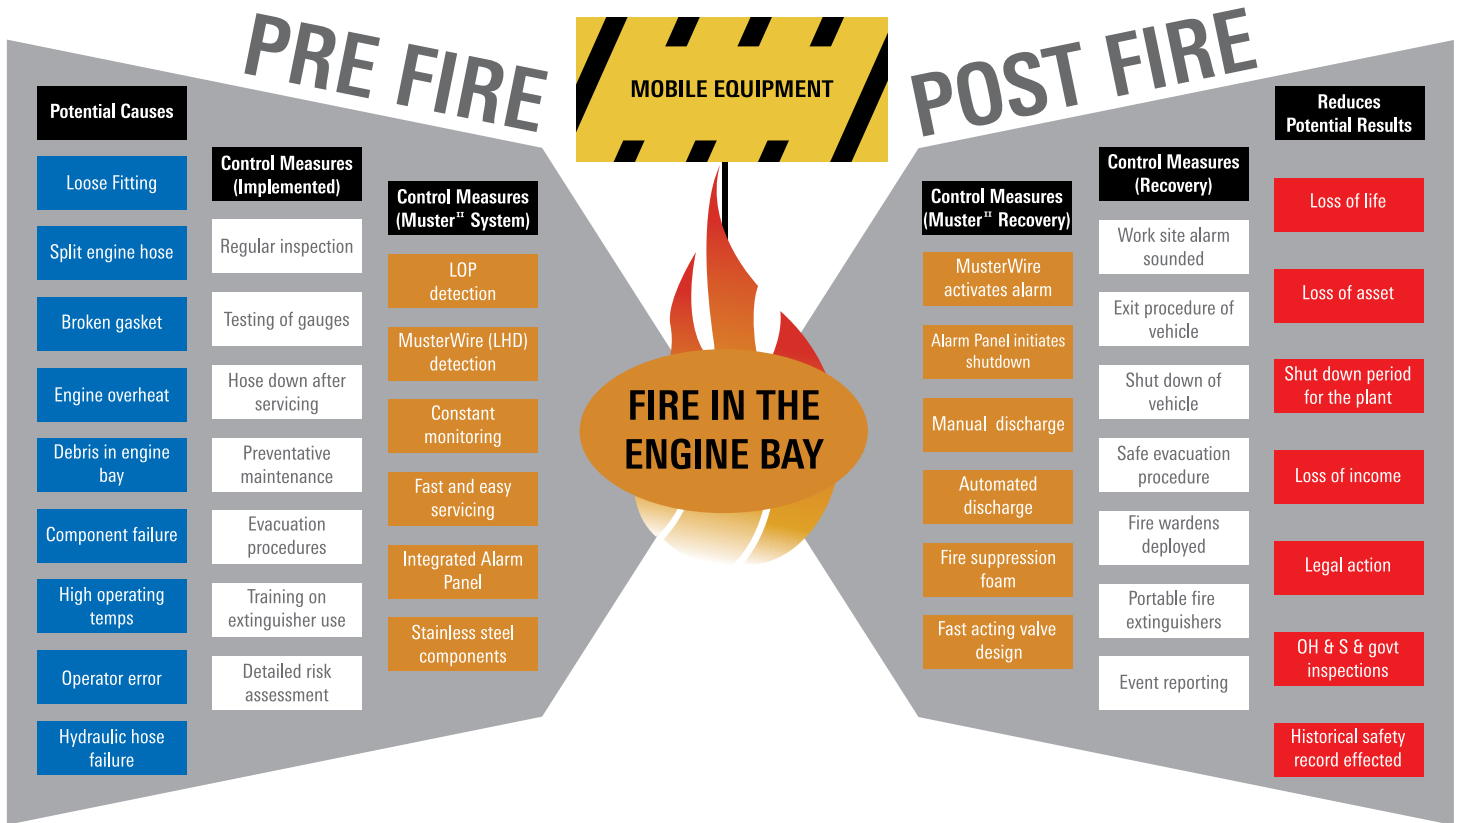 PRE FIRE
MOBILE EQUIPMENT
POST FIRE
Potential Causes
Loose Fitting
Split engine hose
Broken gasket
Engine overheat
Debris in engine
bay
Component failure
High operating
temps
Operator error
Hydraulic hose
failure
Control Measures
(Implemented)
Regular inspection
Testing of gauges
Hose down after
servicing
Preventative
maintenance
Evacuation
procedures
Training on
extinguisher use
Detailed risk
assessment
Control Measures
(Muster II System)
LOP
detection
MusterWire (LHD)
detection
Constant
monitoring
Fast and easy
servicing
Integrated Alarm
Panel
Stainless steel
components
FIRE IN THE
ENGINE BAY
Control Measures
(Muster II Recovery)
MusterWire
activates alarm
Alarm Panel initiates
shutdown
Manual discharge
Automated
discharge
Fire suppression
foam
Fast acting valve
design
Control Measures
(Recovery)
Work site alarm
sounded
Exit procedure of
vehicle
Shut down of
vehicle
Safe evacuation
procedure
Fire wardens
deployed
Portable fire
extinguishers
Event reporting
Reduces
Potential Results
Loss of life
Loss of asset
Shut down period
for the plant
Loss of income
Legal action
OH & S & govt
inspections
Historical safety
record effected